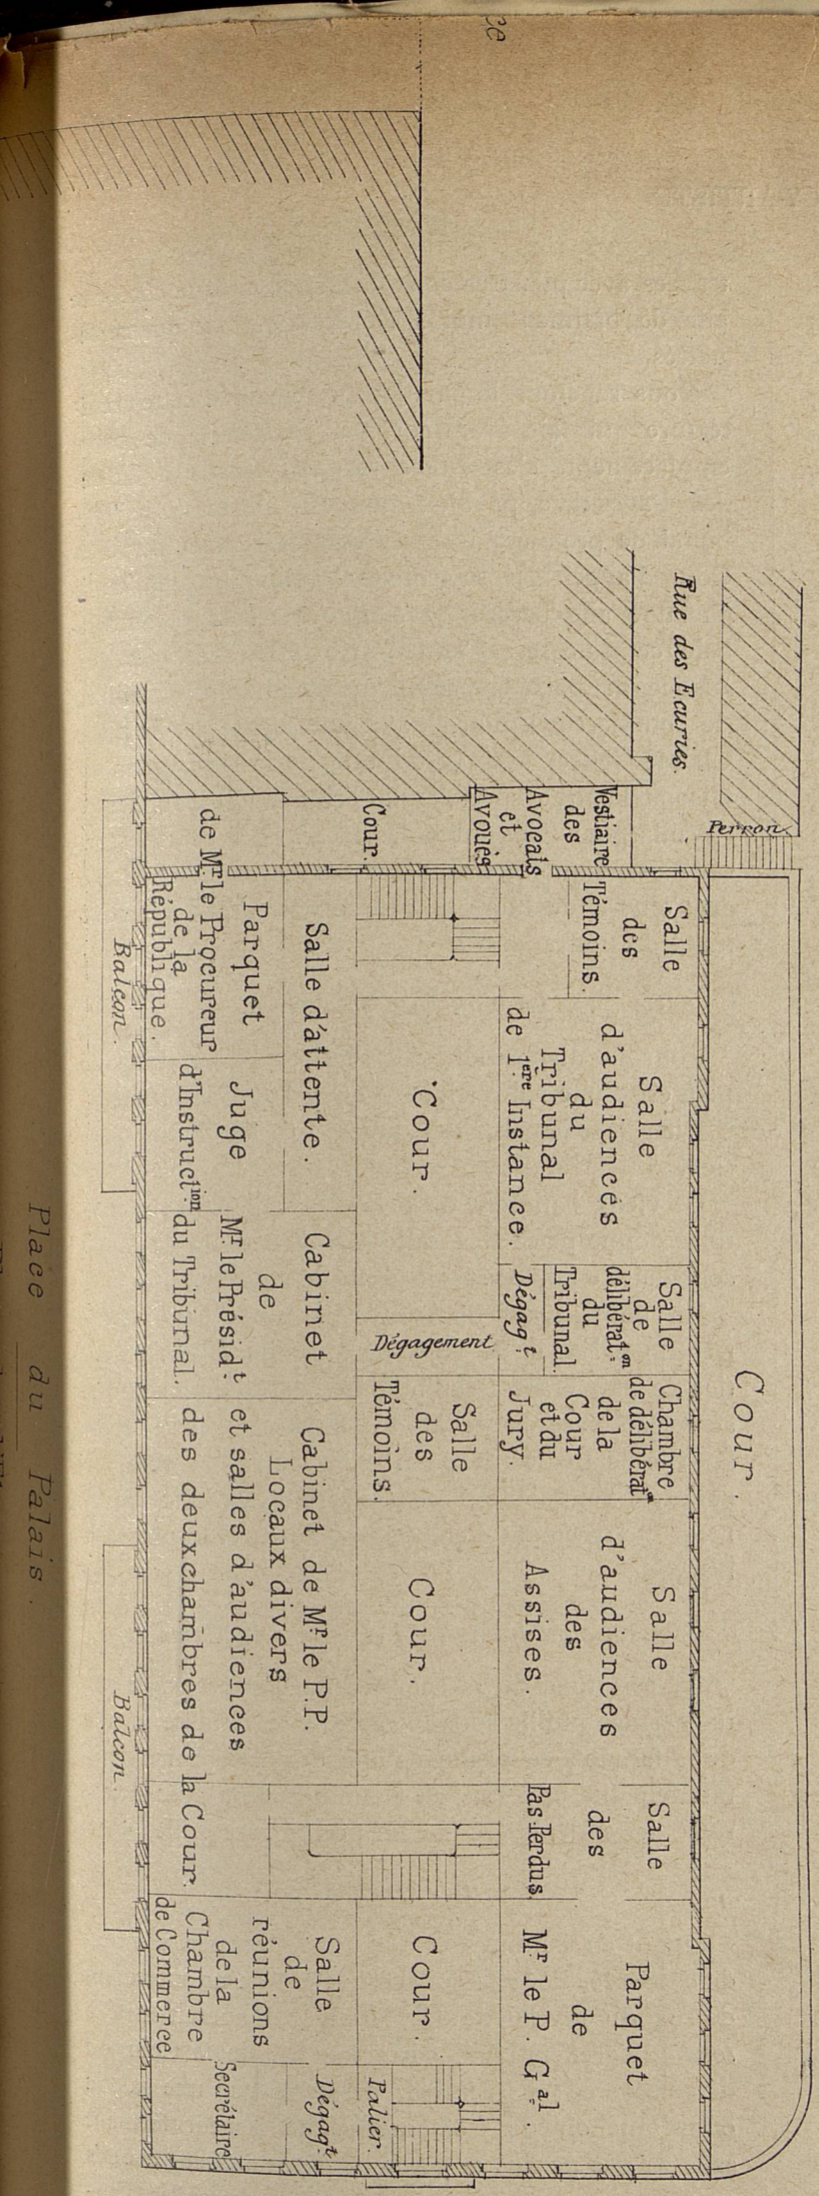 Rue des Ecuries.
Perron.
Cour.
Vestiaire
des
Avocats
et
Avoués
Cour.
Salle
des
Témoins.
Salle
d'audiences
du
Tribunal
de 1ère Instance.
Salle
de
délibératon
du
Tribunal.
Dégagt
Chambre
de délibératon
de la
Cour
et du
Jury.
Salle
d'audiences
des
Assises.
Salle
des
Pas Perdus.
Parquet
de
Mr le P. Gal.
Cour.
Dégagement
Salle
des
Témoins.
Cour.
Cour.
Palier.
Salle d'attente.
Parquet
de Mr le Procureur
de la
République.
Juge
d'Instruction
Cabinet
de
Mr le Présidt
du Tribunal.
Cabinet de Mr le P.P.
Locaux divers
et salles d'audiences
des deux chambres de la Cour.
Salle
de
réunions
de la
Chambre
de Commerce
Dégagt
Secrétaire
Balcon.
Balcon.
Place du Palais.